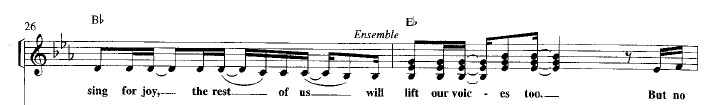 26 B♭ E♭
Ensemble
sing for joy, the rest of us will lift our voic - es too. But no